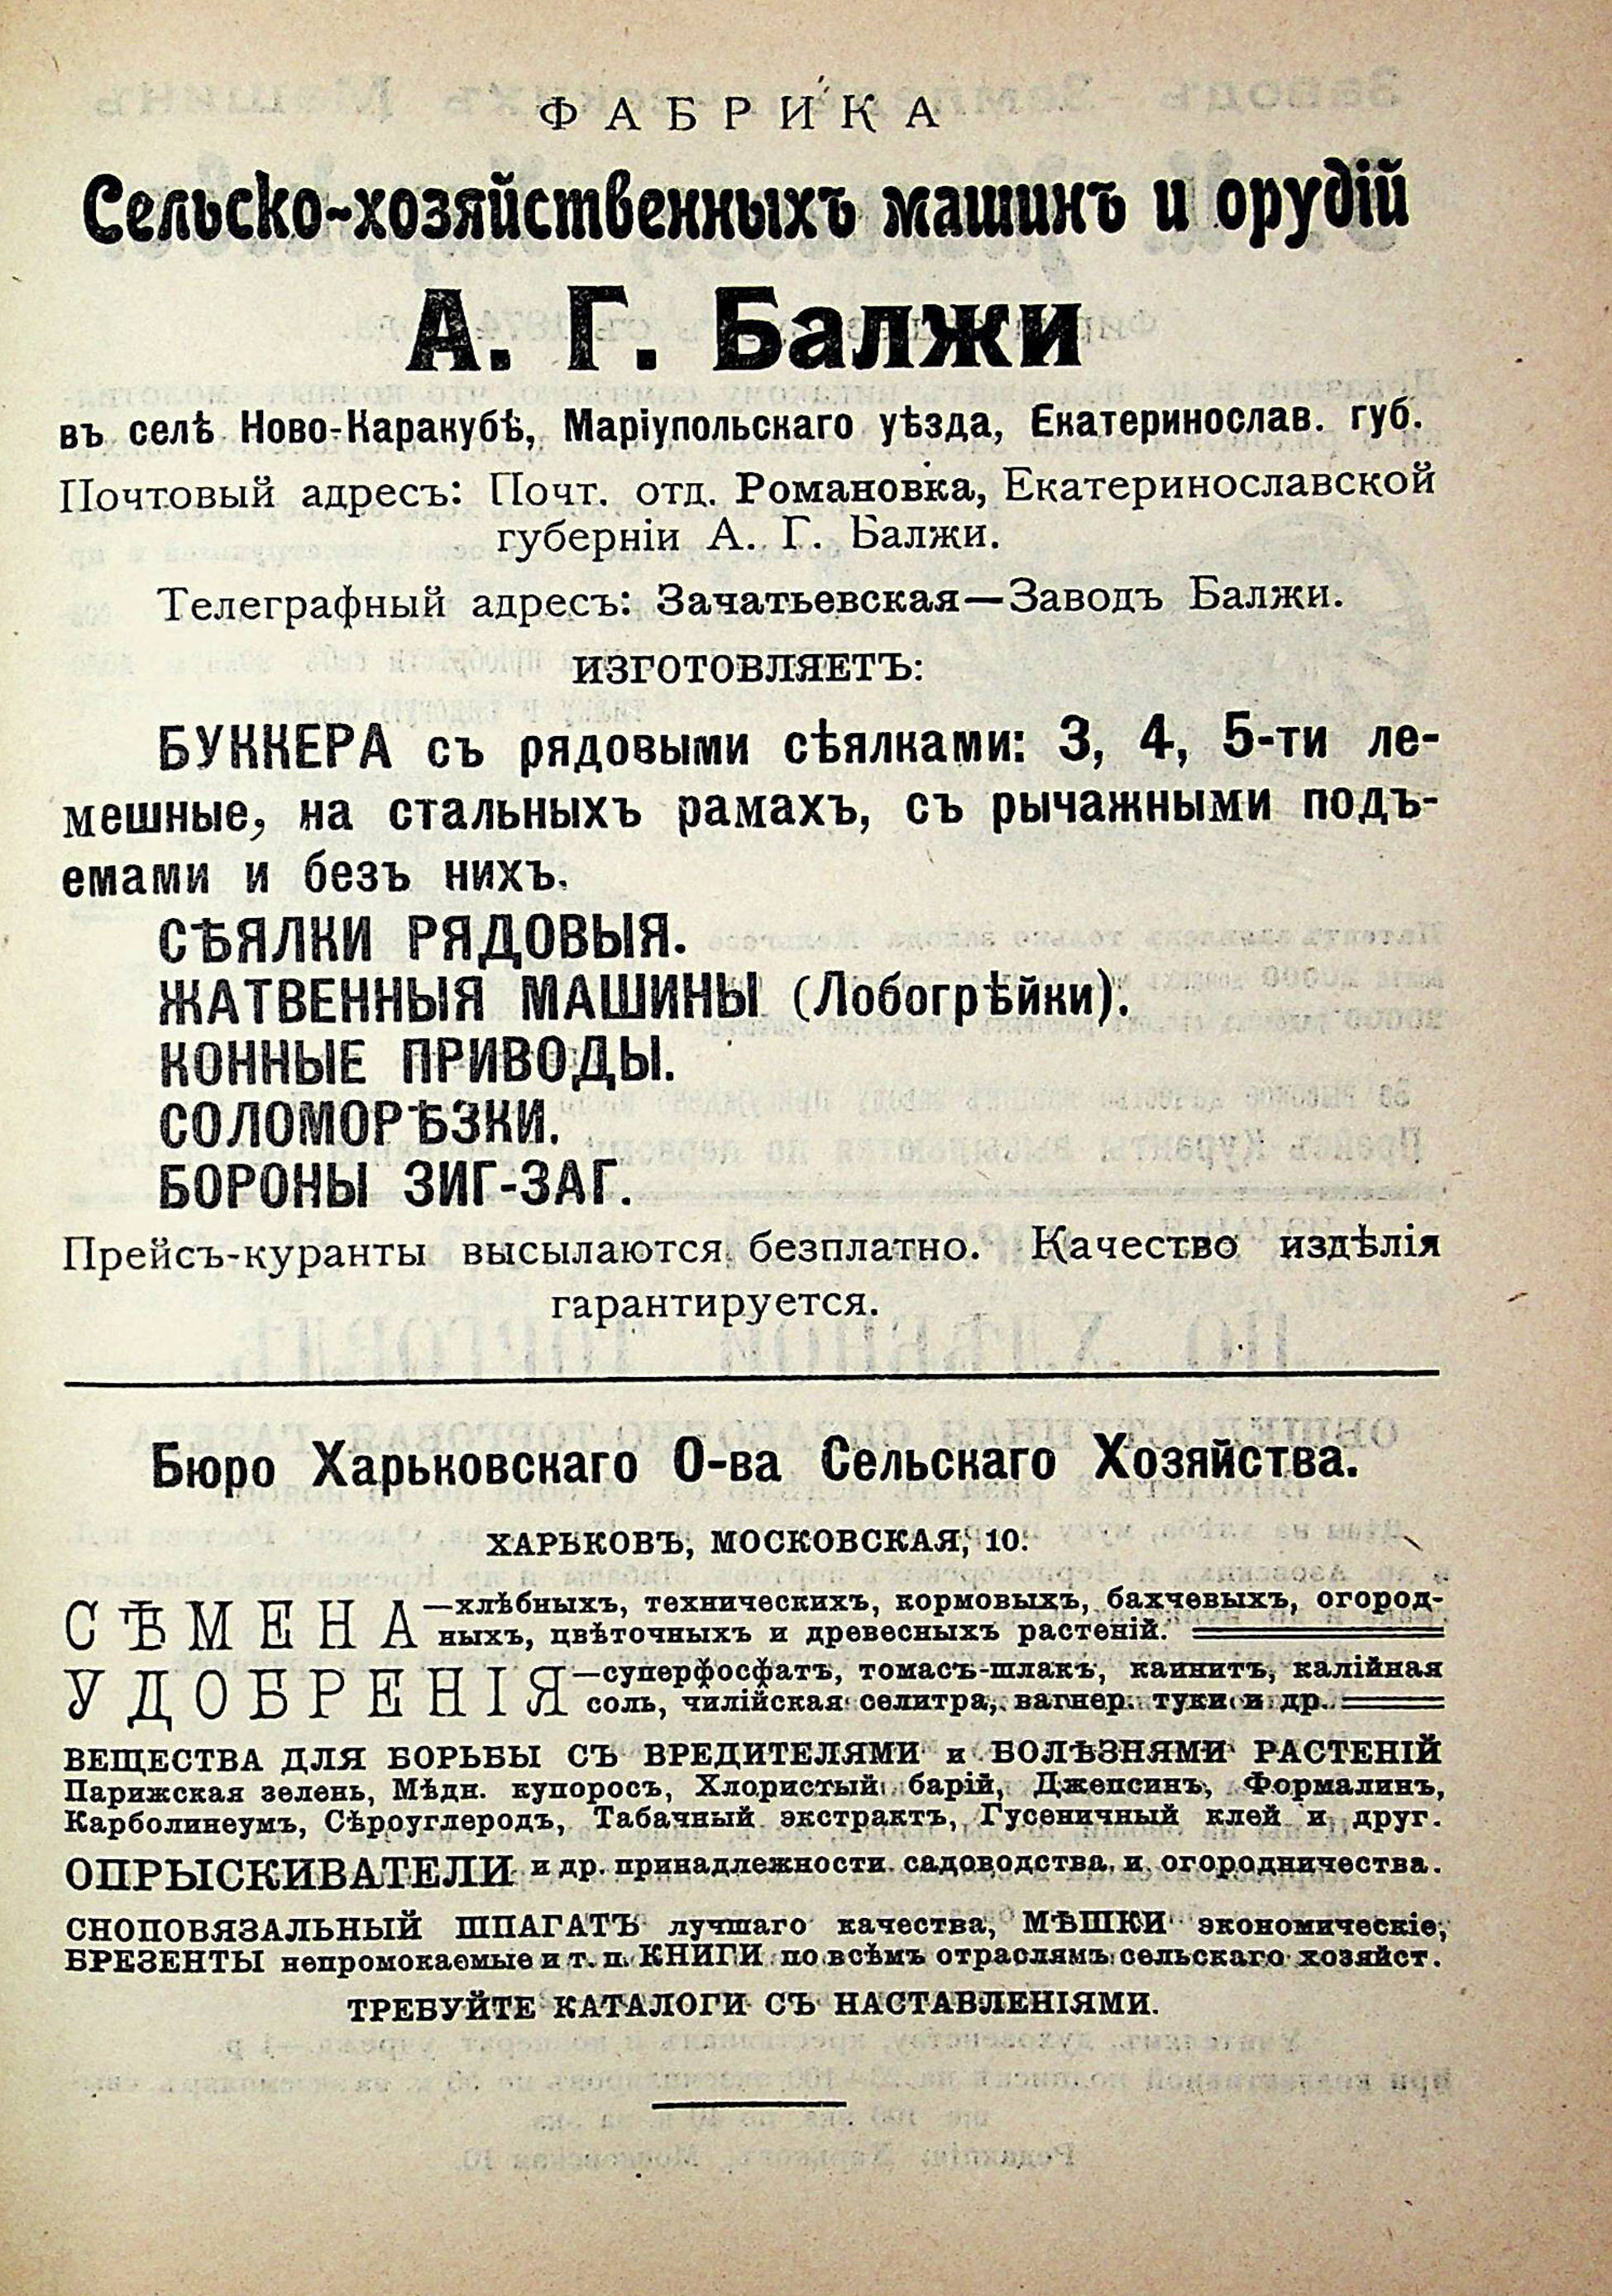 ФАБРИКА
Сельско-хозяйственныхъ машинъ и орудій
А. Г. Балжи
въ селѣ Ново-Каракубѣ, Маріупольскаго уѣзда, Екатеринослав. губ.
Почтовый адресъ: Почт. отд. Романовка, Екатеринославской
губерніи А. Г. Балжи.
Телеграфный адресъ: Зачатьевская—Заводъ Балжи.
ИЗГОТОВЛЯЕТЪ:
БУККЕРА съ рядовыми сѣялками: 3, 4, 5-ти ле-
мешные, на стальныхъ рамахъ, съ рычажными подъ-
емами и безъ нихъ.
СѢЯЛКИ РЯДОВЫЯ.
ЖАТВЕННЫЯ МАШИНЫ (Лобогрѣйки).
КОННЫЕ ПРИВОДЫ.
СОЛОМОРѢЗКИ.
БОРОНЫ ЗИГ-ЗАГ.
Прейсъ-куранты высылаются безплатно. Качество издѣлія
гарантируется.
Бюро Харьковскаго О-ва Сельскаго Хозяйства.
ХАРЬКОВЪ, МОСКОВСКАЯ, 10.
СѢМЕНА—хлѣбныхъ, техническихъ, кормовыхъ, бахчевыхъ, огород-
ныхъ, цвѣточныхъ и древесныхъ растеній.
УДОБРЕНІЯ—суперфосфатъ, томасъ-шлакъ, каинитъ, калійная
соль, чилійская селитра, вагнер. туки и др.
ВЕЩЕСТВА ДЛЯ БОРЬБЫ СЪ ВРЕДИТЕЛЯМИ и БОЛѢЗНЯМИ РАСТЕНІЙ
Парижская зелень, Мѣдн. купоросъ, Хлористый барій, Джепсинъ, Формалинъ,
Карболинеумъ, Сѣроуглеродъ, Табачный экстрактъ, Гусеничный клей и друг.
ОПРЫСКИВАТЕЛИ и др. принадлежности садоводства и огородничества.
СНОПОВЯЗАЛЬНЫЙ ШПАГАТЪ лучшаго качества, МѢШКИ экономическіе,
БРЕЗЕНТЫ непромокаемые и т. п. КНИГИ по всѣмъ отраслямъ сельскаго хозяйст.
ТРЕБУЙТЕ КАТАЛОГИ СЪ НАСТАВЛЕНІЯМИ.